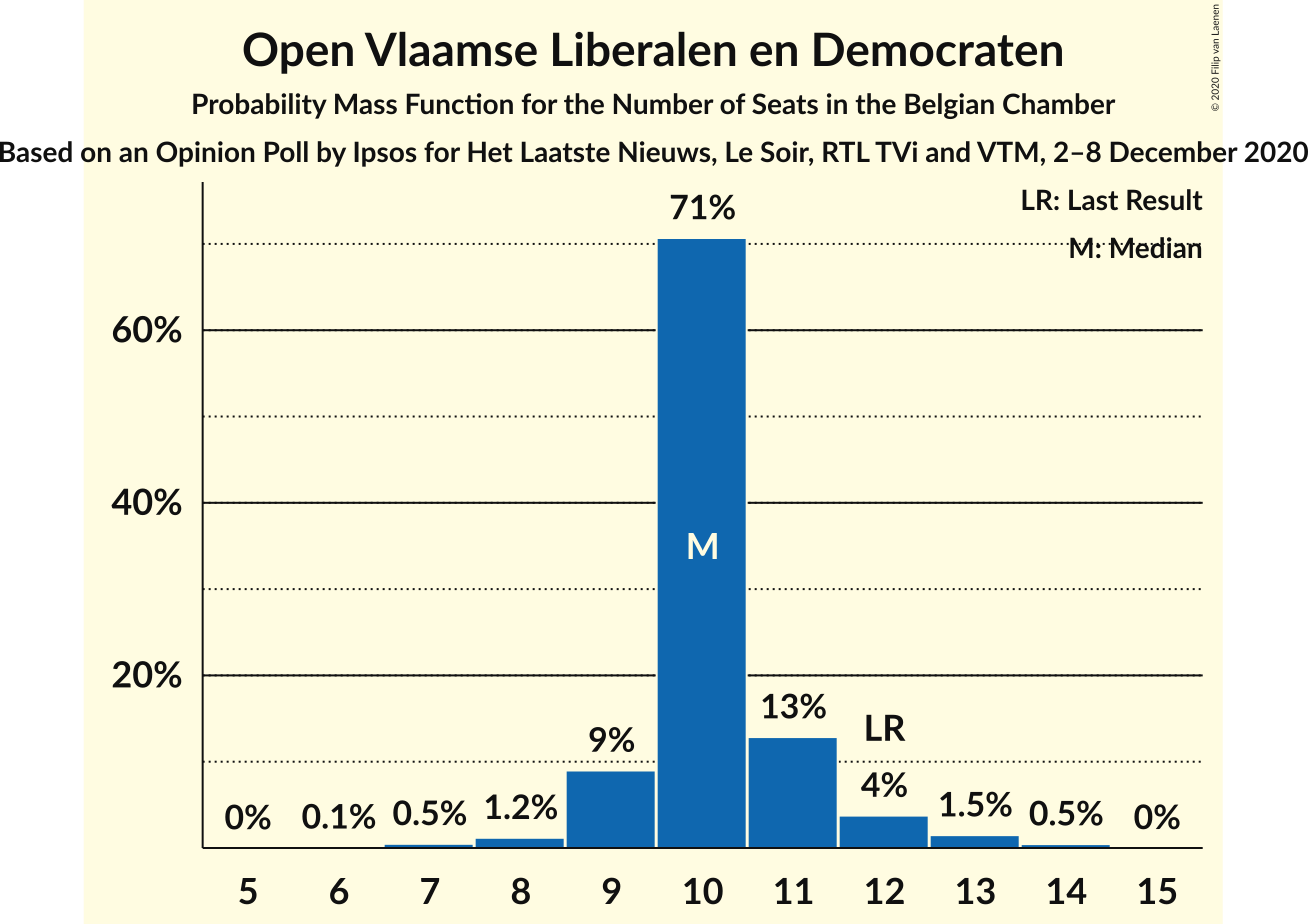 Open Vlaamse Liberalen en Democraten
Probability Mass Function for the Number of Seats in the Belgian Chamber
Based on an Opinion Poll by Ipsos for Het Laatste Nieuws, Le Soir, RTL TVi and VTM, 2–8 December 2020
© 2020 Filip van Laenen
LR: Last Result
M: Median
71%
60%
40%
M
20%
13%
LR
9%
4%
0% 0.1% 0.5% 1.2% 1.5% 0.5% 0%
5 6 7 8 9 10 11 12 13 14 15